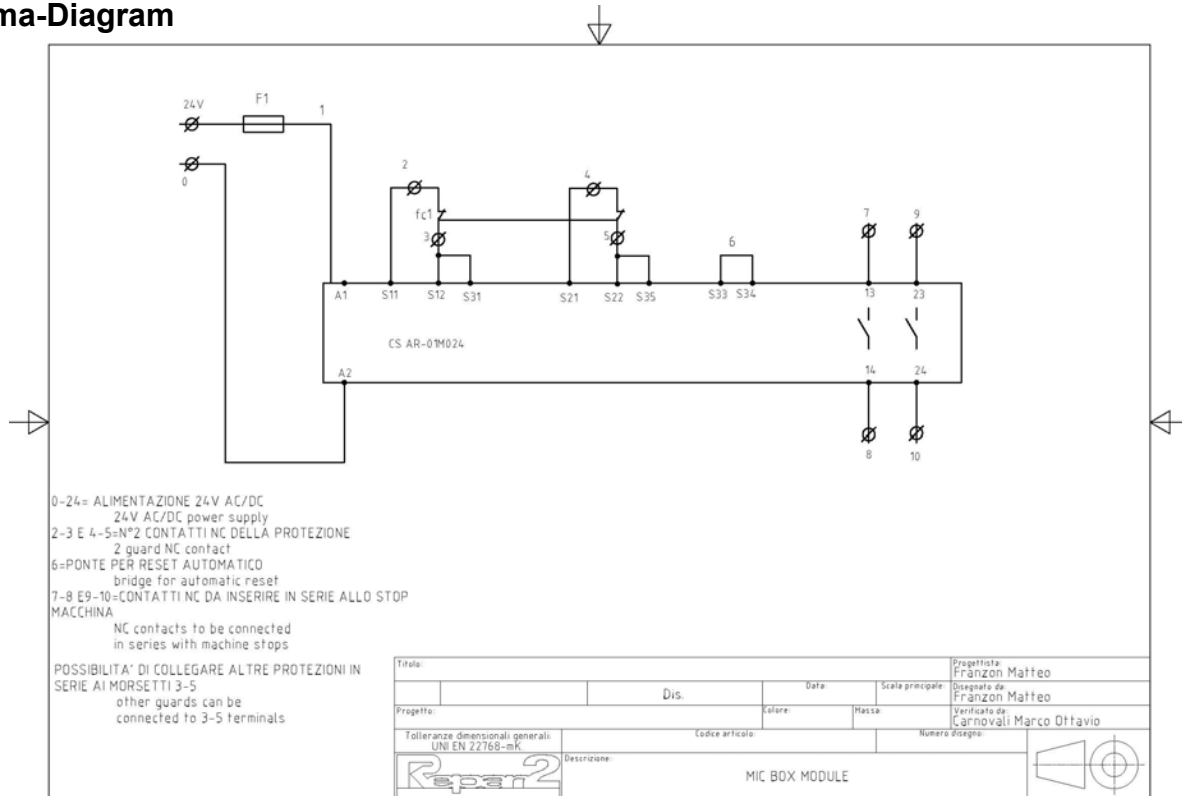 ma-Diagram
24V
F1
1
0
2
fc1
3
4
5
6
7
9
A1
S11
S12
S31
S21
S22
S35
S33
S34
13
23
CS AR-01M024
A2
14
24
8
10
0-24= ALIMENTAZIONE 24V AC/DC
24V AC/DC power supply
2-3 E 4-5=N°2 CONTATTI NC DELLA PROTEZIONE
2 guard NC contact
6=PONTE PER RESET AUTOMATICO
bridge for automatic reset
7-8 E9-10=CONTATTI NC DA INSERIRE IN SERIE ALLO STOP
MACCHINA
NC contacts to be connected
in series with machine stops
POSSIBILITA' DI COLLEGARE ALTRE PROTEZIONI IN
SERIE AI MORSETTI 3-5
other guards can be
connected to 3-5 terminals
Titolo:
Progettista:
Franzon Matteo
Dis.
Data:
Scala principale:
Disegnato da:
Franzon Matteo
Progetto:
Colore:
Massa:
Verificato da:
Carnovali Marco Ottavio
Tolleranze dimensionali generali:
UNI EN 22768-mK
Codice articolo:
Numero disegno:
Repar2
Descrizione:
MIC BOX MODULE